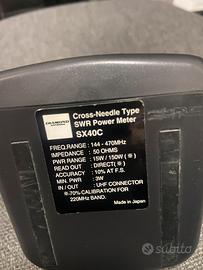 DIAMOND
ANTENNA
Cross-Needle Type
SWR Power Meter
SX40C
FREQ.RANGE : 144 - 470MHz
IMPEDANCE : 50 OHMS
PWR RANGE : 15W / 150W (※)
READ OUT : DIRECT(※)
ACCURACY : 10% AT F.S.
MIN. PWR : 3W
IN / OUT : UHF CONNECTOR
※-70% CALIBRATION FOR
220MHz BAND.
Made in Japan
subito